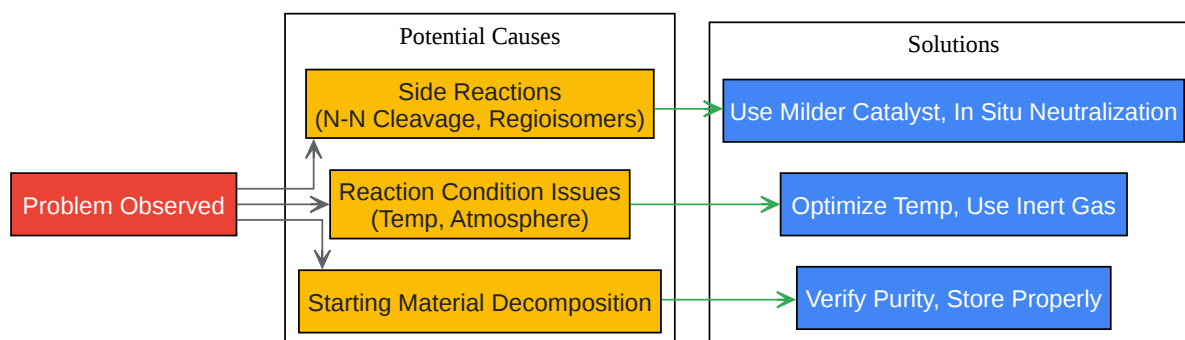 Potential Causes
Solutions
Side Reactions
(N-N Cleavage, Regioisomers)
Use Milder Catalyst, In Situ Neutralization
Problem Observed
Reaction Condition Issues
(Temp, Atmosphere)
Optimize Temp, Use Inert Gas
Starting Material Decomposition
Verify Purity, Store Properly